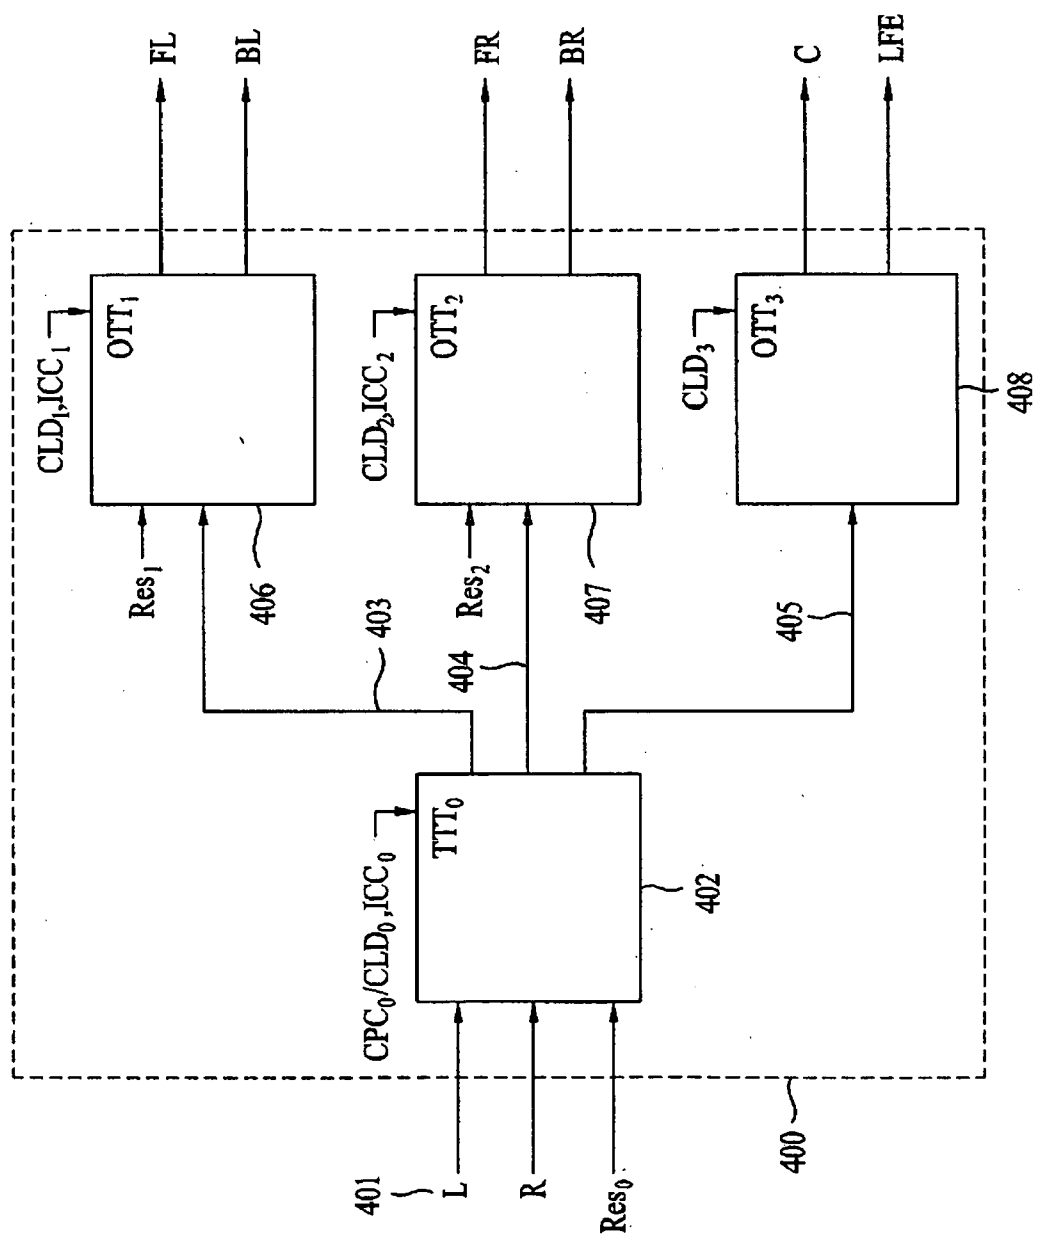 FL
BL
FR
BR
C
LFE
CLD₁,ICC₁
OTT₁
Res₁
406
403
CLD₂,ICC₂
OTT₂
Res₂
407
404
CLD₃
OTT₃
408
405
CPC₀/CLD₀,ICC₀
TTT₀
402
401
L
R
Res₀
400